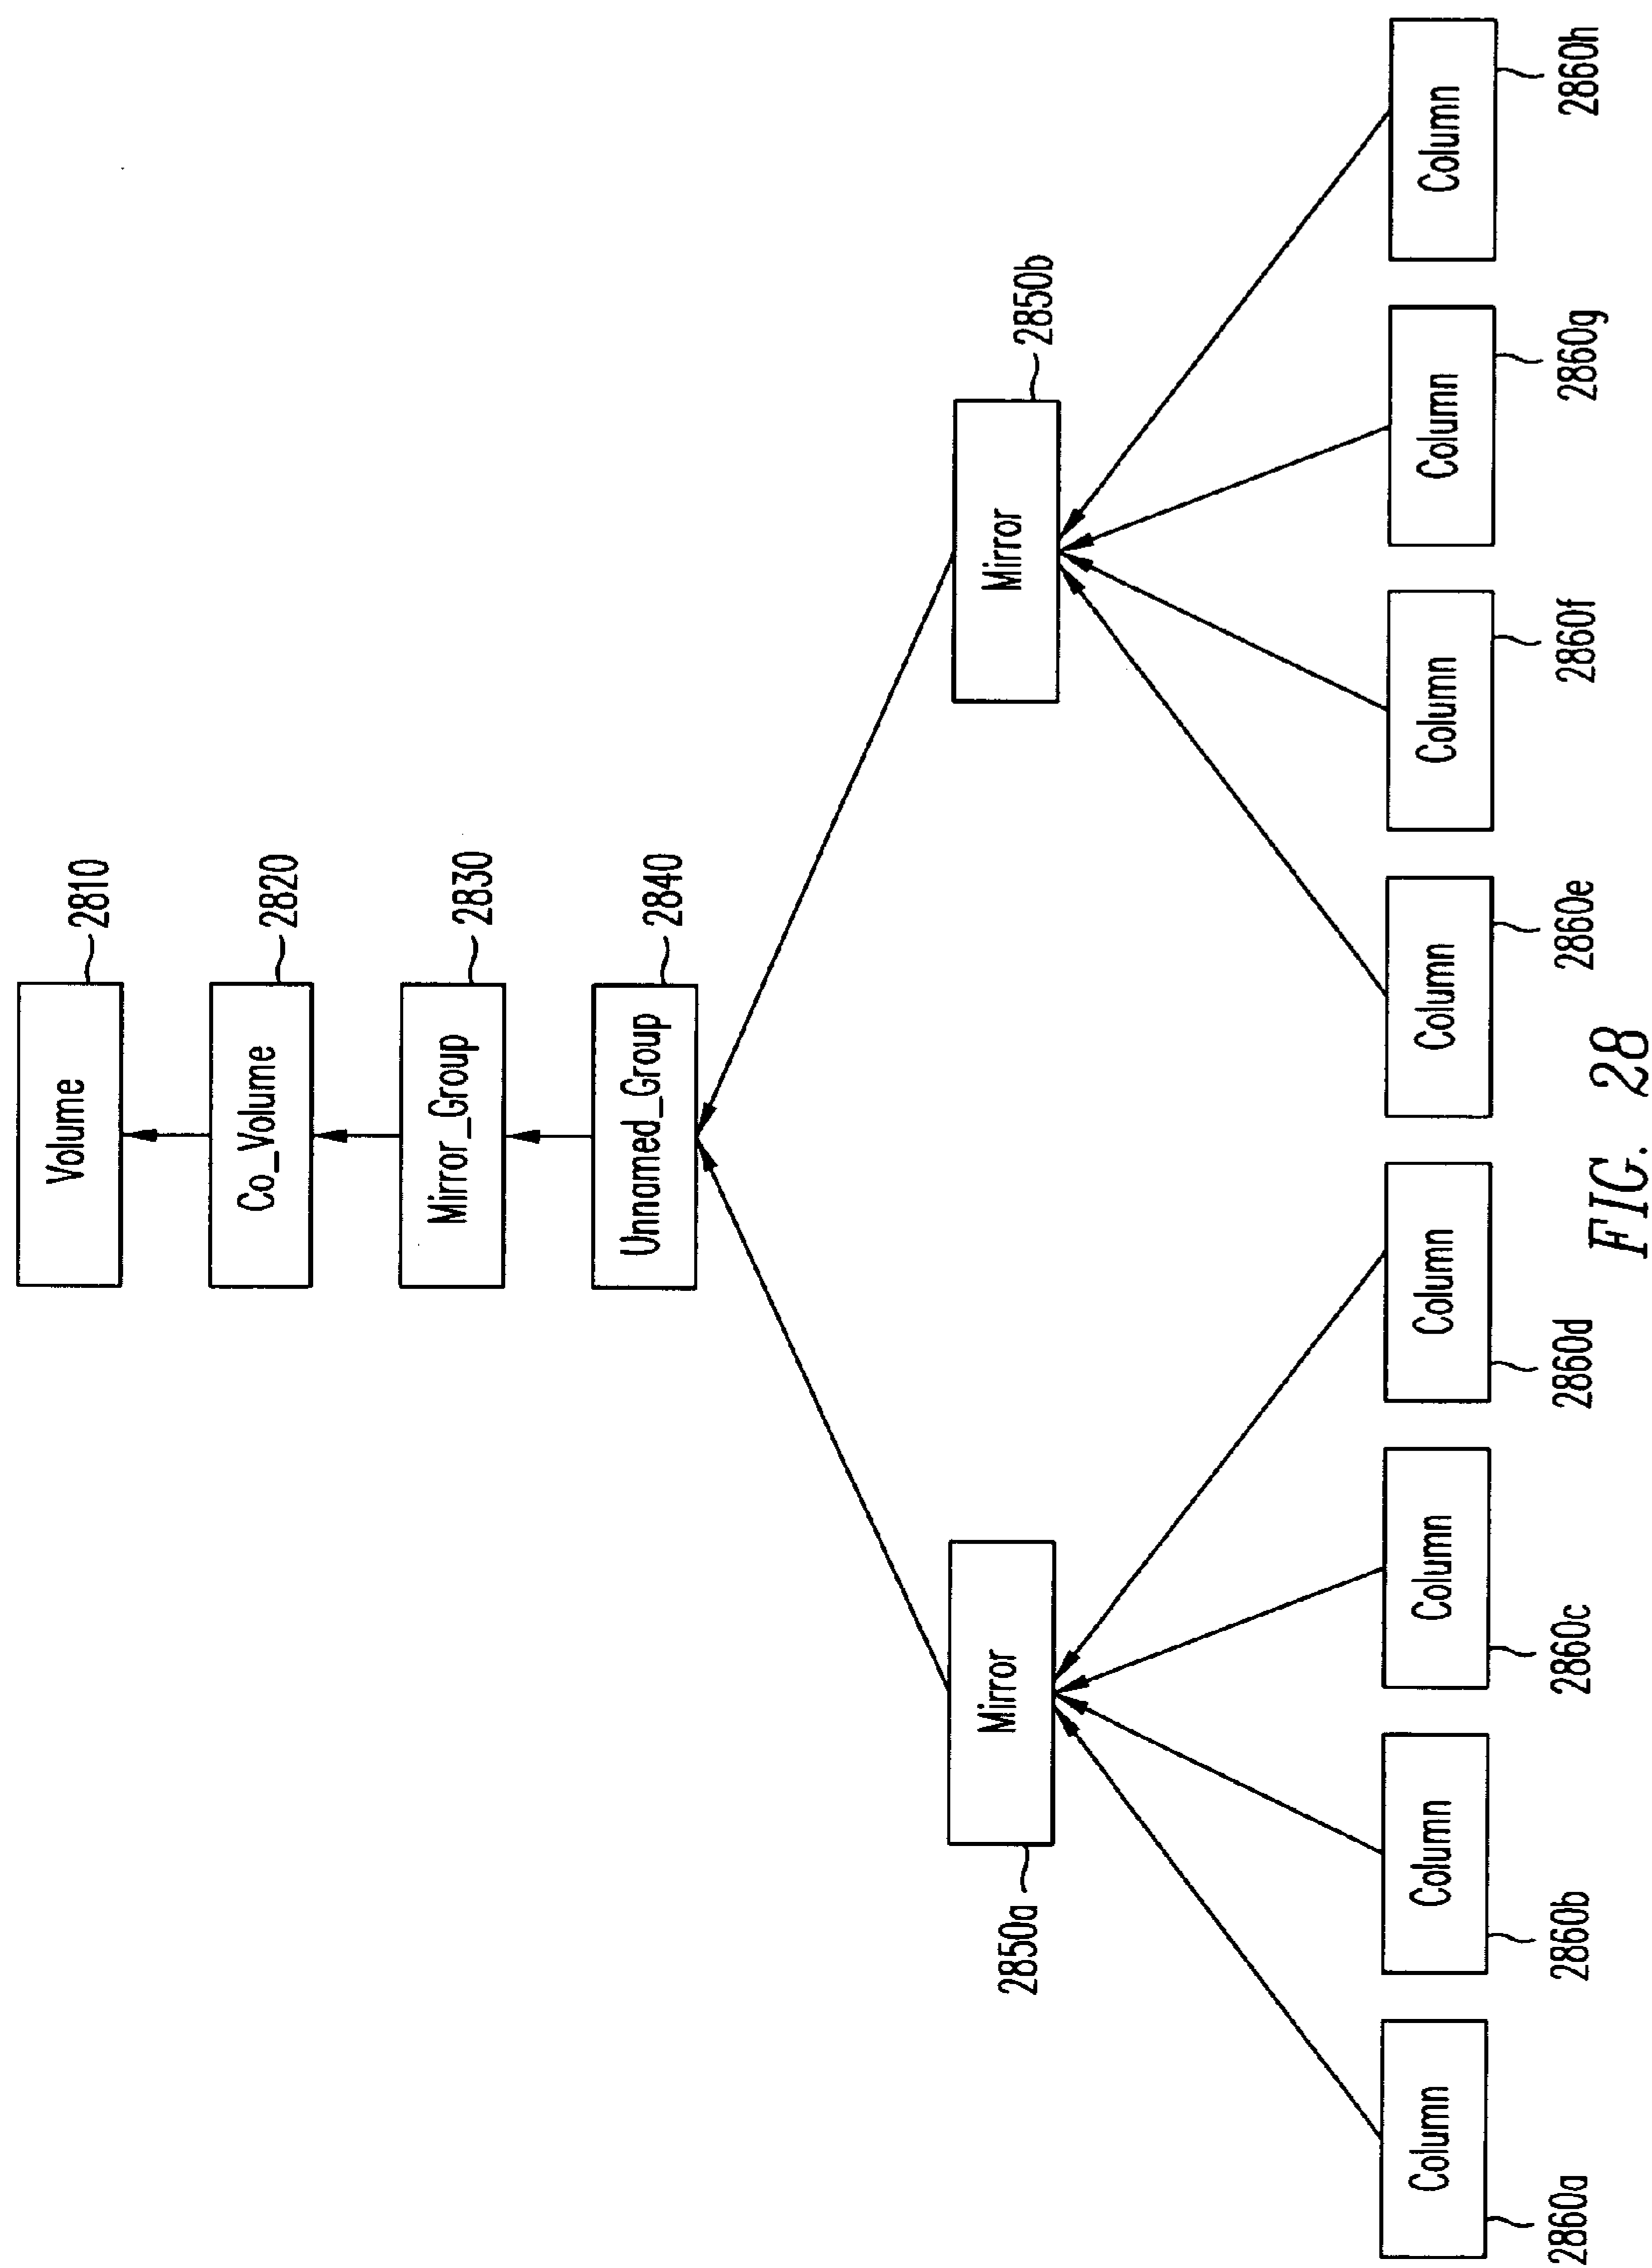 Volume
2810
Co_Volume
2820
Mirror_Group
2830
Unnamed_Group
2840
Mirror
2850a
Mirror
2850b
Column
2860a
Column
2860b
Column
2860c
Column
2860d
Column
2860e
Column
2860f
Column
2860g
Column
2860h
FIG. 28